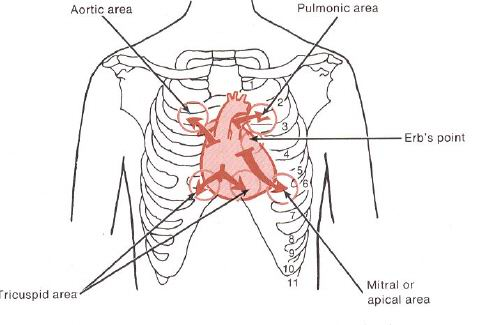 Aortic area
Pulmonic area
1
2
3
Erb's point
4
5
6
7
8
9
10
11
Tricuspid area
Mitral or
apical area